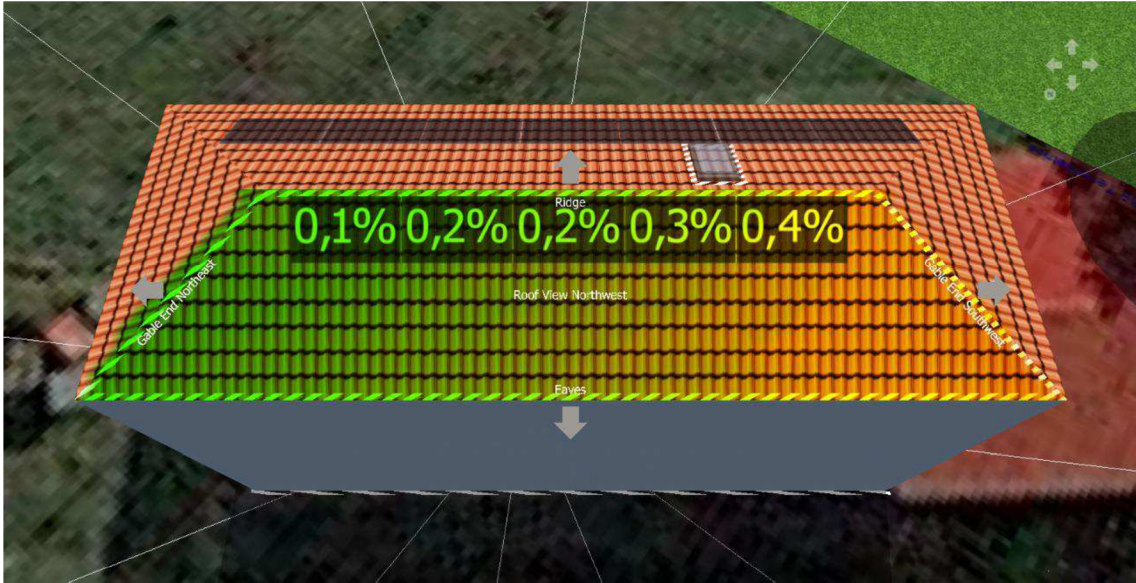 Ridge
0,1% 0,2% 0,2% 0,3% 0,4%
Gable End Northeast
Roof View Northwest
Gable End Southwest
Eaves